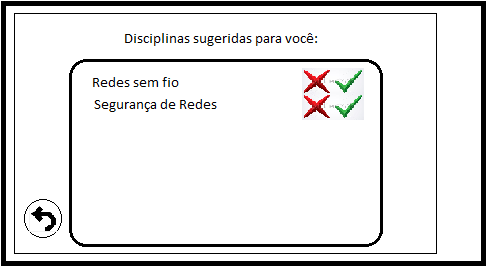 Disciplinas sugeridas para você:
Redes sem fio
Segurança de Redes